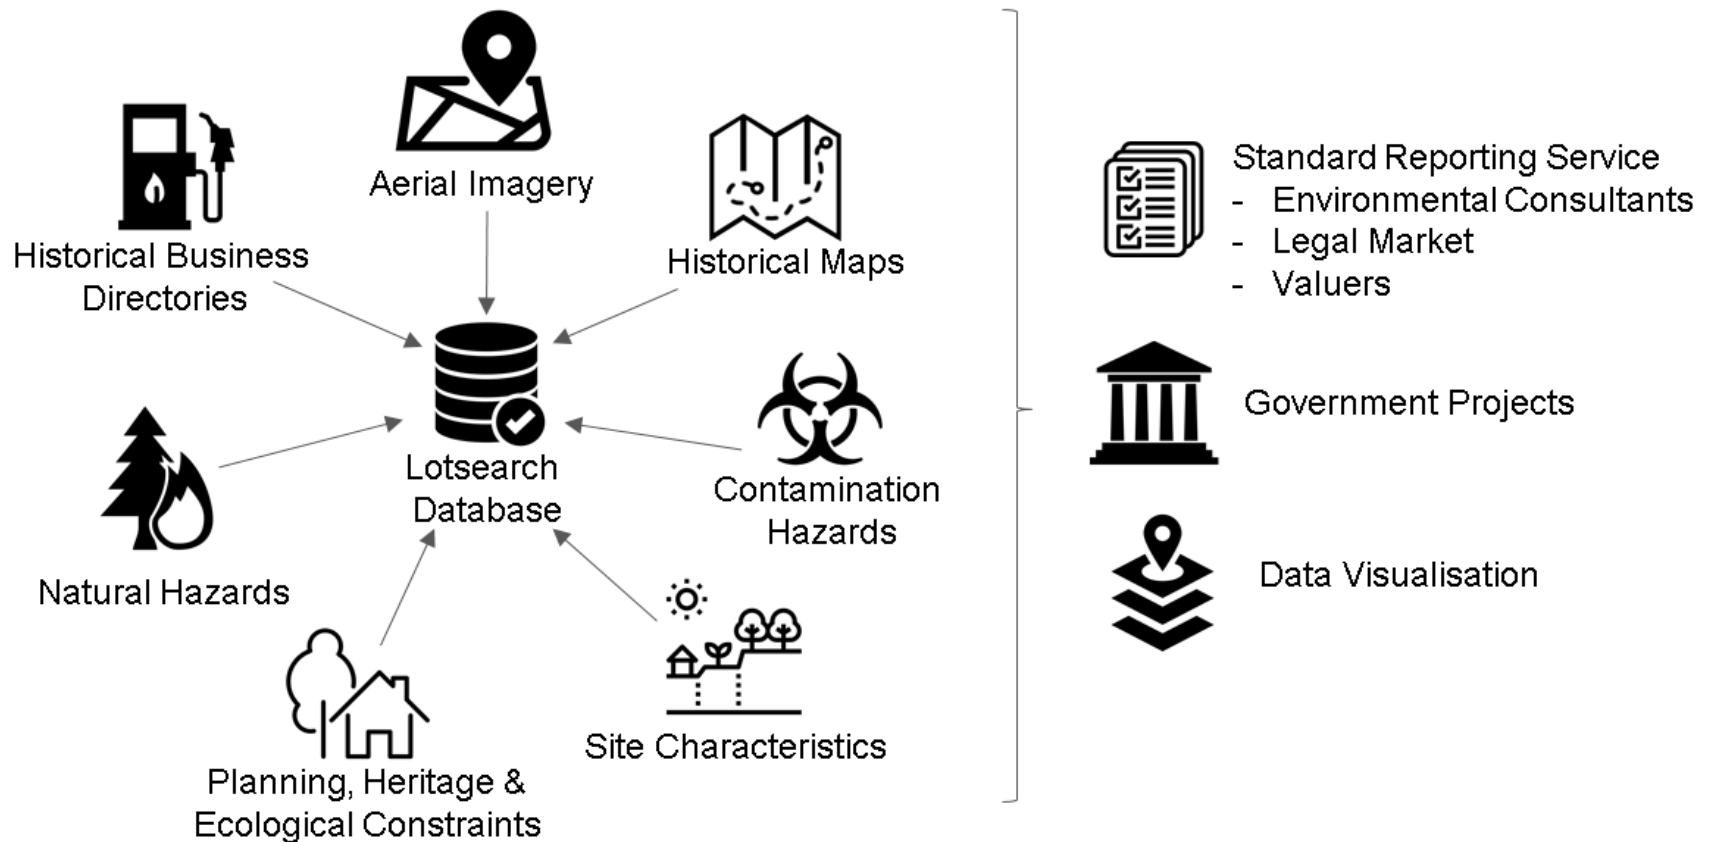 Aerial Imagery
Historical Business
Directories
Historical Maps
Lotsearch
Database
Contamination
Hazards
Natural Hazards
Site Characteristics
Planning, Heritage &
Ecological Constraints
Standard Reporting Service
- Environmental Consultants
- Legal Market
- Valuers
Government Projects
Data Visualisation